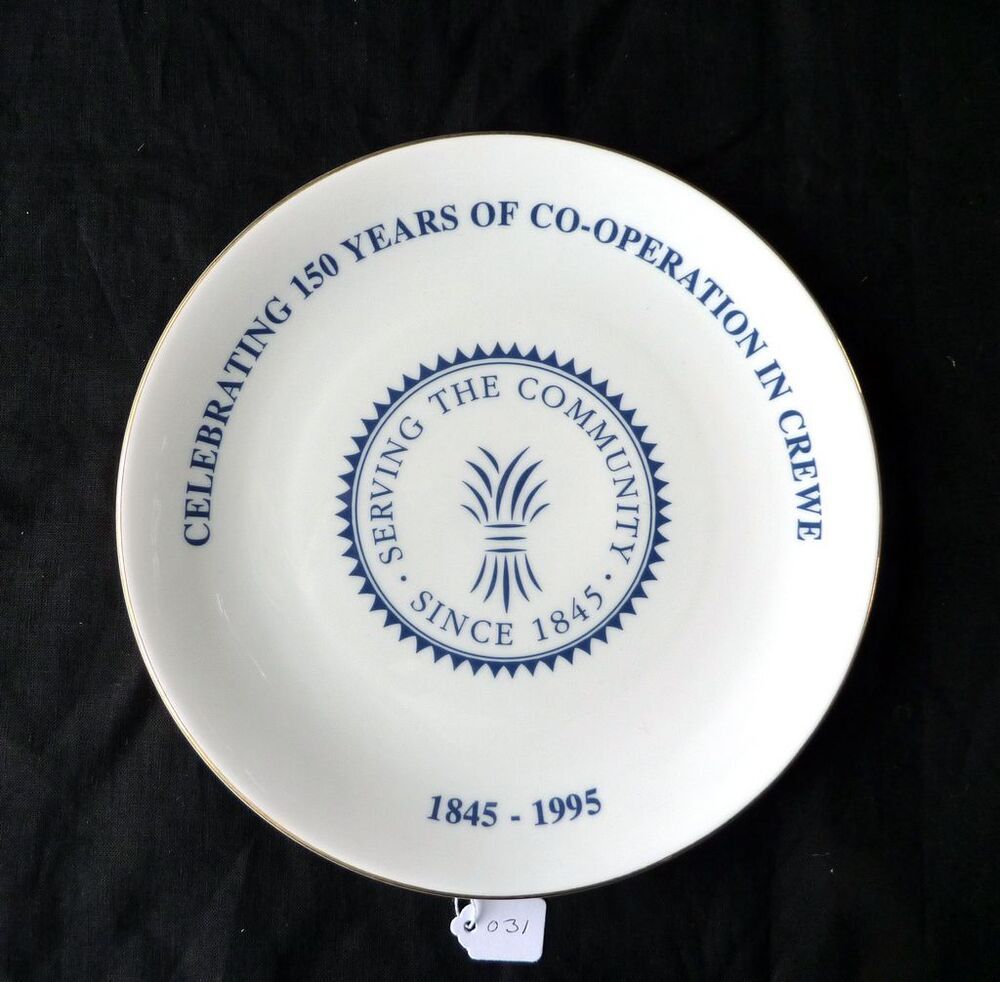 CELEBRATING 150 YEARS OF CO-OPERATION IN CREWE
· SERVING THE COMMUNITY ·
SINCE 1845
1845 - 1995
031